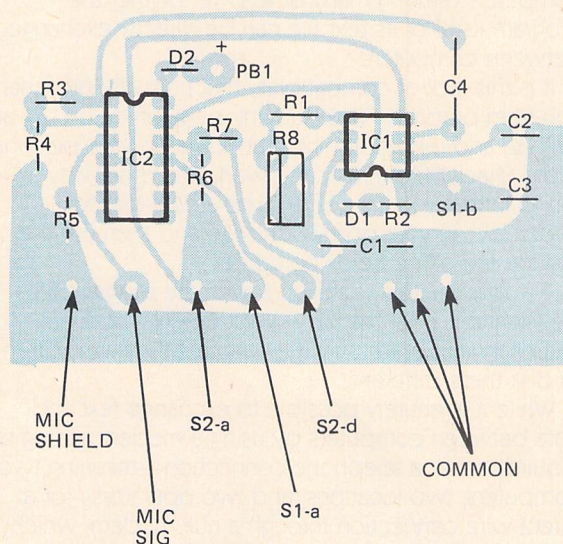 +
D2
PB1
R3
R1
C4
R4
IC2
R7
R8
IC1
C2
R6
R5
D1 R2
C3
S1-b
C1
MIC
SHIELD
S2-a
S2-d
COMMON
S1-a
MIC
SIG